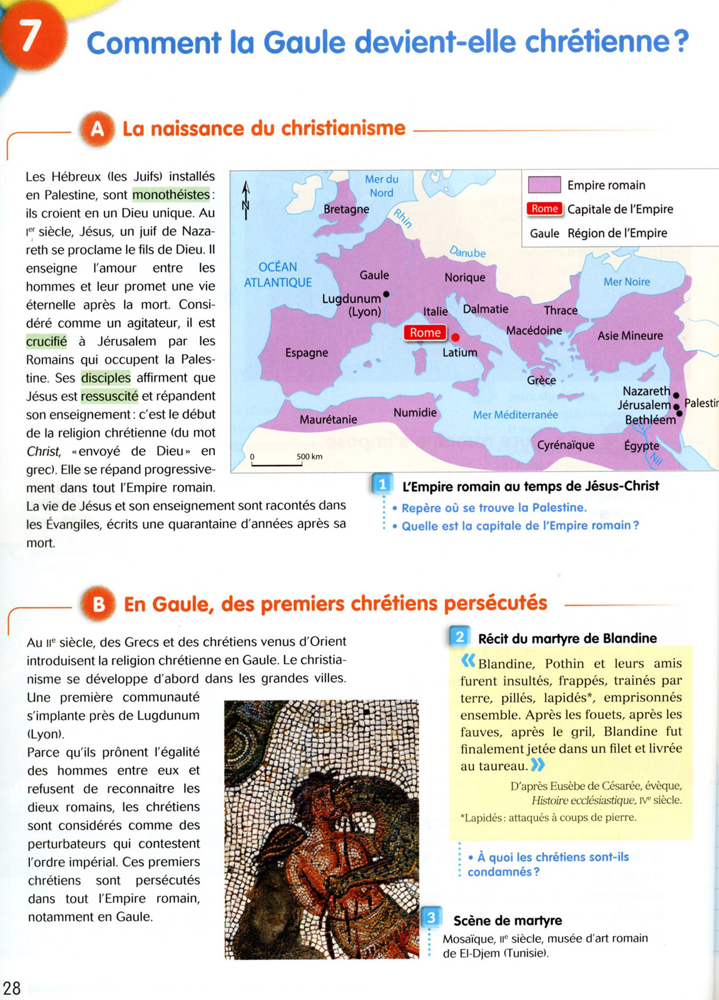 7
Comment la Gaule devient-elle chrétienne ?
A La naissance du christianisme
Les Hébreux (les Juifs) installés
en Palestine, sont monothéistes :
ils croient en un Dieu unique. Au
Ier siècle, Jésus, un juif de Naza-
reth se proclame le fils de Dieu. Il
enseigne l'amour entre les
hommes et leur promet une vie
éternelle après la mort. Consi-
déré comme un agitateur, il est
crucifié à Jérusalem par les
Romains qui occupent la Pales-
tine. Ses disciples affirment que
Jésus est ressuscité et répandent
son enseignement : c'est le début
de la religion chrétienne (du mot
Christ, «envoyé de Dieu» en
grec). Elle se répand progressive-
ment dans tout l'Empire romain.
La vie de Jésus et son enseignement sont racontés dans
les Évangiles, écrits une quarantaine d'années après sa
mort.
Mer du
Nord
Bretagne
Rhin
Danube
OCÉAN
ATLANTIQUE
Gaule
Norique
Mer Noire
Lugdunum
(Lyon)
Italie
Dalmatie
Thrace
Rome
Macédoine
Asie Mineure
Espagne
Latium
Grèce
Nazareth
Jérusalem
Palestin
Bethléem
Maurétanie
Numidie
Mer Méditerranée
Cyrénaïque
Égypte
Nil
N
0 500 km
Empire romain
Rome Capitale de l'Empire
Gaule Région de l'Empire
1 L'Empire romain au temps de Jésus-Christ
• Repère où se trouve la Palestine.
• Quelle est la capitale de l'Empire romain ?
B En Gaule, des premiers chrétiens persécutés
Au IIe siècle, des Grecs et des chrétiens venus d'Orient
introduisent la religion chrétienne en Gaule. Le christia-
nisme se développe d'abord dans les grandes villes.
Une première communauté
s'implante près de Lugdunum
(Lyon).
Parce qu'ils prônent l'égalité
des hommes entre eux et
refusent de reconnaitre les
dieux romains, les chrétiens
sont considérés comme des
perturbateurs qui contestent
l'ordre impérial. Ces premiers
chrétiens sont persécutés
dans tout l'Empire romain,
notamment en Gaule.
2 Récit du martyre de Blandine
« Blandine, Pothin et leurs amis
furent insultés, frappés, trainés par
terre, pillés, lapidés*, emprisonnés
ensemble. Après les fouets, après les
fauves, après le gril, Blandine fut
finalement jetée dans un filet et livrée
au taureau. »
D'après Eusèbe de Césarée, évèque,
Histoire ecclésiastique, IVe siècle.
*Lapidés : attaqués à coups de pierre.
• À quoi les chrétiens sont-ils
condamnés ?
3 Scène de martyre
Mosaïque, IIe siècle, musée d'art romain
de El-Djem (Tunisie).
28